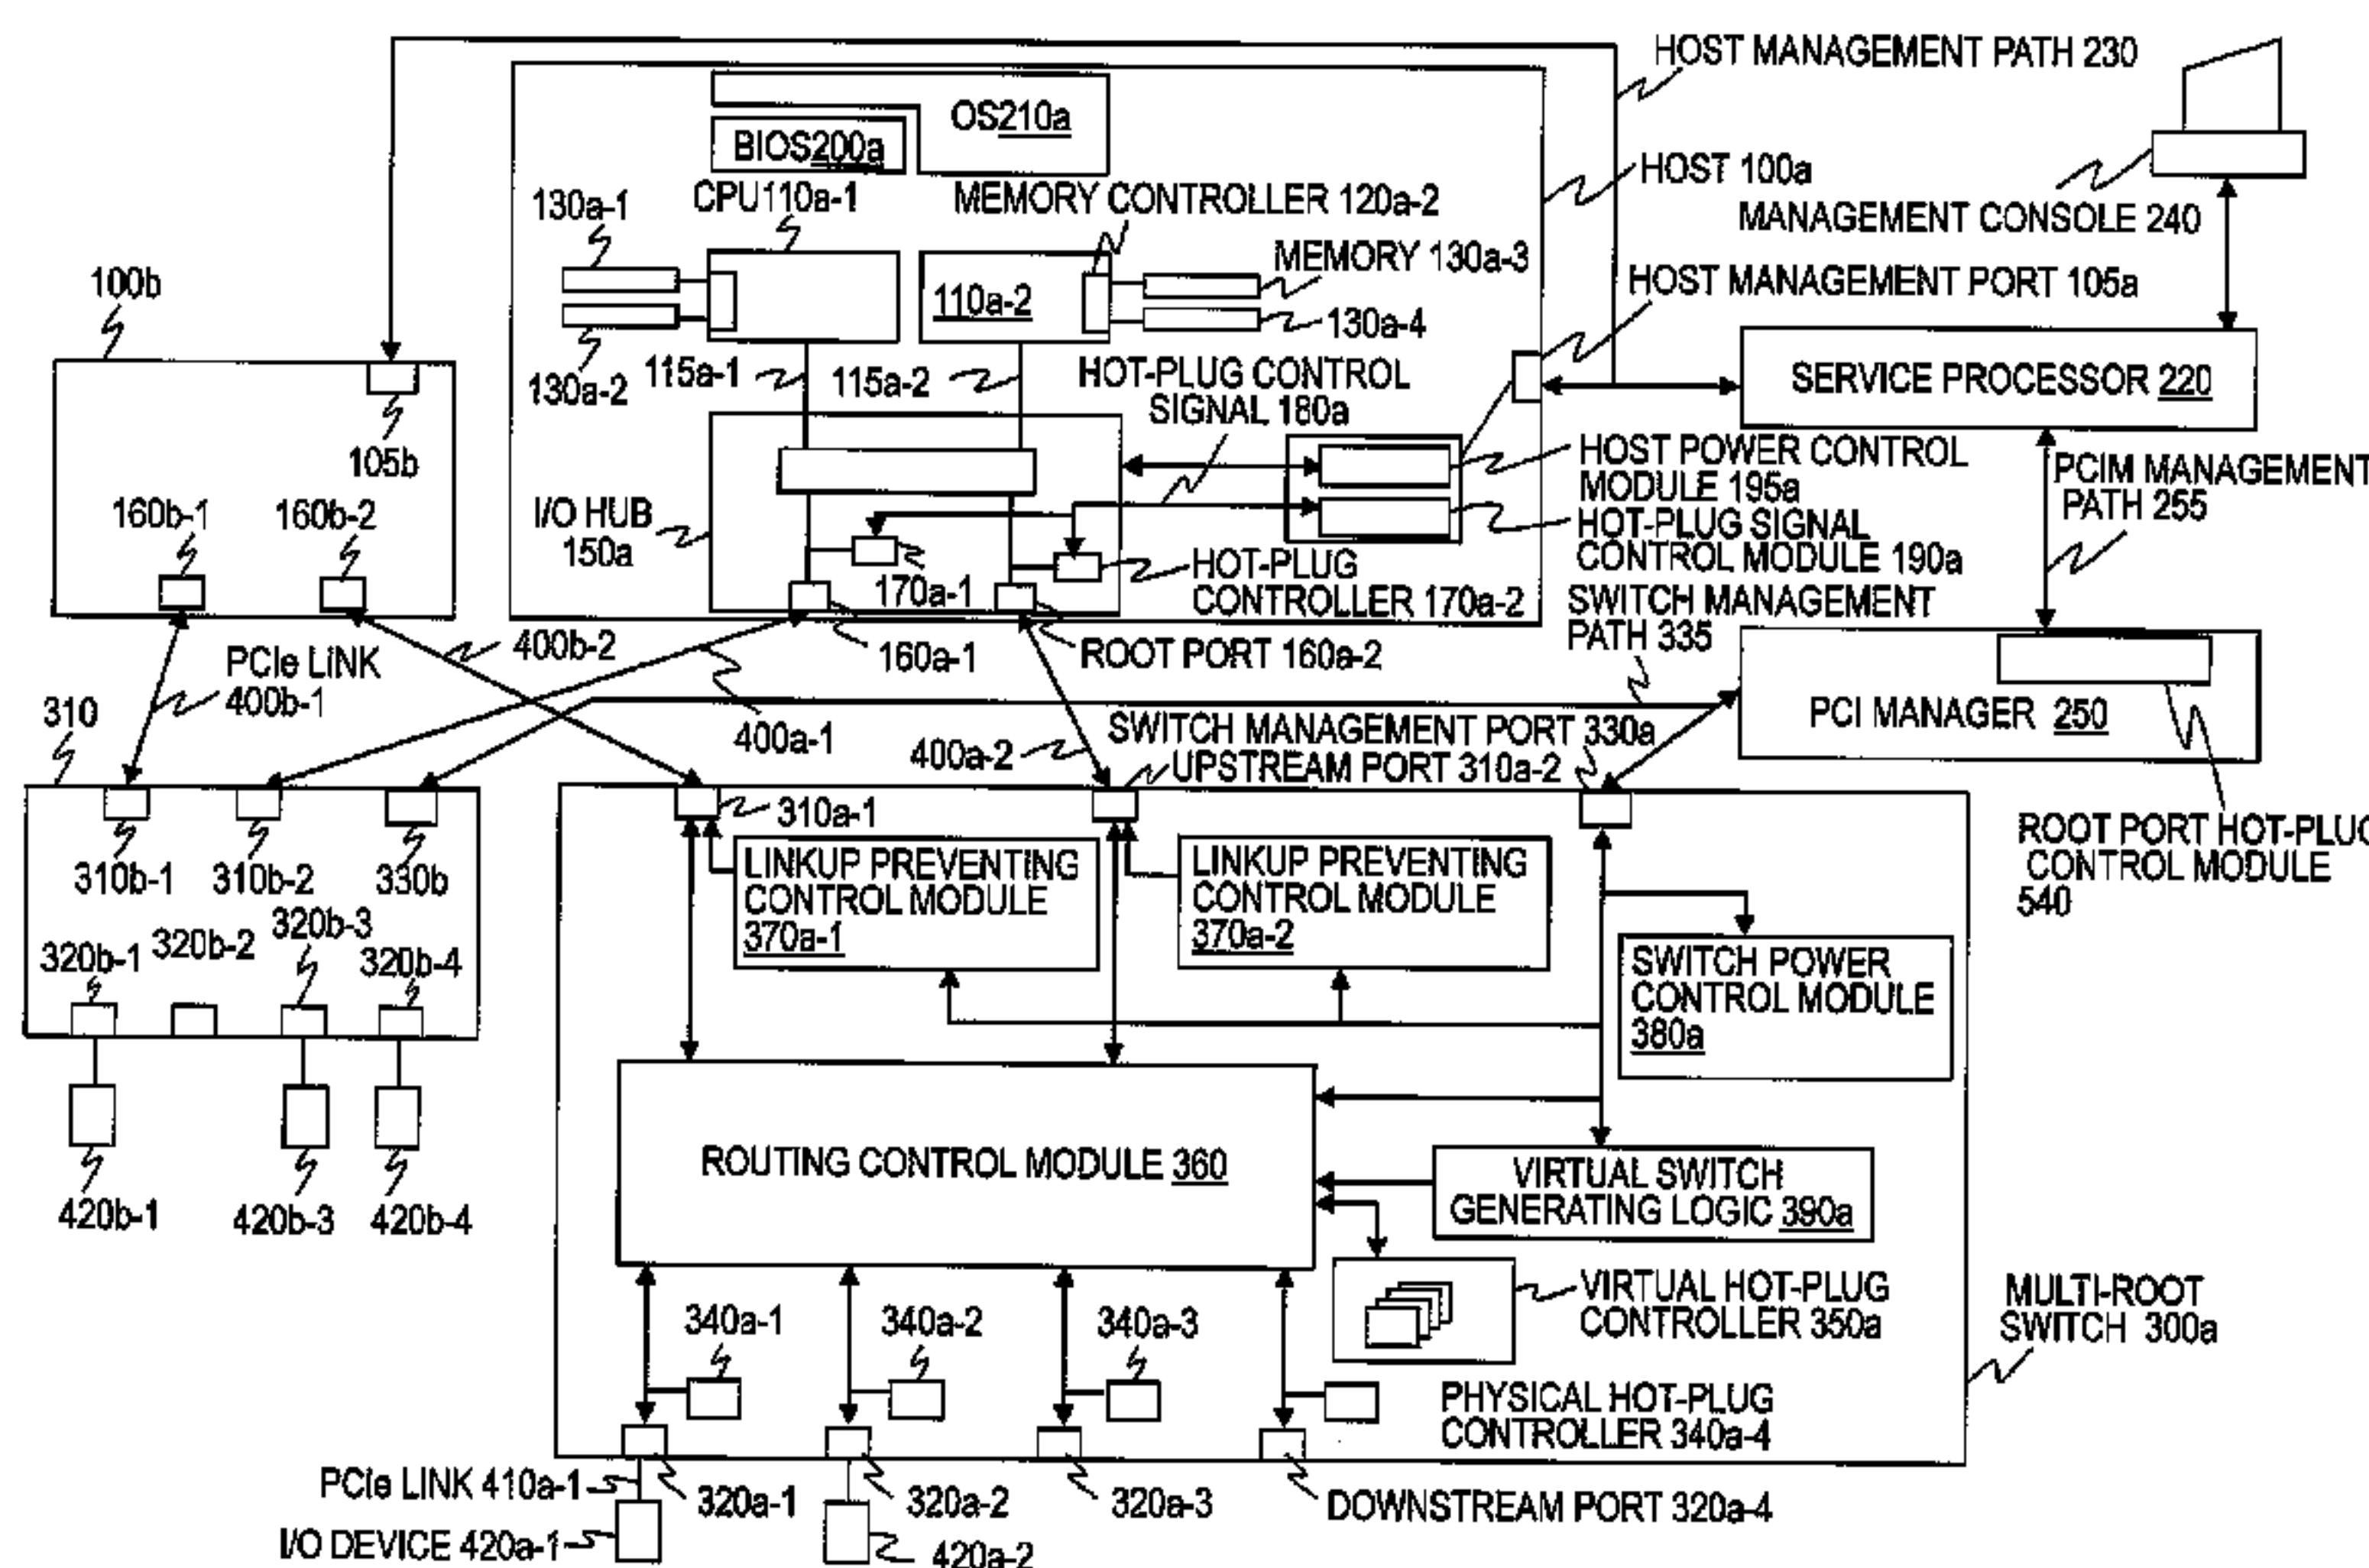 HOST MANAGEMENT PATH 230
OS210a
BIOS200a
HOST 100a
CPU110a-1
MEMORY CONTROLLER 120a-2
130a-1
MANAGEMENT CONSOLE 240
MEMORY 130a-3
110a-2
100b
HOST MANAGEMENT PORT 105a
130a-4
130a-2
115a-1
115a-2
HOT-PLUG CONTROL
SIGNAL 180a
SERVICE PROCESSOR 220
105b
HOST POWER CONTROL
MODULE 195a
PCIM MANAGEMENT
PATH 255
160b-1
160b-2
I/O HUB
150a
HOT-PLUG SIGNAL
CONTROL MODULE 190a
170a-1
HOT-PLUG
CONTROLLER 170a-2
SWITCH MANAGEMENT
PATH 335
400b-2
160a-1
ROOT PORT 160a-2
PCIe LiNK
400b-1
310
PCI MANAGER 250
400a-1
400a-2
SWITCH MANAGEMENT PORT 330a
UPSTREAM PORT 310a-2
310a-1
ROOT PORT HOT-PLUG
CONTROL MODULE
540
310b-1
310b-2
330b
LINKUP PREVENTING
CONTROL MODULE
370a-1
LINKUP PREVENTING
CONTROL MODULE
370a-2
320b-1
320b-2
320b-3
320b-4
SWITCH POWER
CONTROL MODULE
380a
ROUTING CONTROL MODULE 360
VIRTUAL SWITCH
GENERATING LOGIC 390a
420b-1
420b-3
420b-4
VIRTUAL HOT-PLUG
CONTROLLER 350a
MULTI-ROOT
SWITCH 300a
340a-1
340a-2
340a-3
PHYSICAL HOT-PLUG
CONTROLLER 340a-4
PCIe LINK 410a-1
320a-1
320a-2
320a-3
DOWNSTREAM PORT 320a-4
I/O DEVICE 420a-1
420a-2